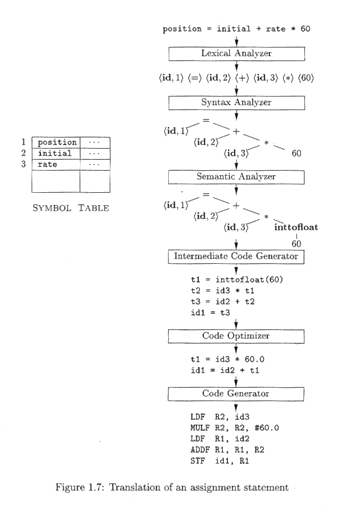 position = initial + rate * 60
Lexical Analyzer
⟨id, 1⟩ ⟨=⟩ ⟨id, 2⟩ ⟨+⟩ ⟨id, 3⟩ ⟨*⟩ ⟨60⟩
Syntax Analyzer
=
⟨id, 1⟩ +
⟨id, 2⟩ *
⟨id, 3⟩ 60
1 position ...
2 initial ...
3 rate
SYMBOL TABLE
Semantic Analyzer
=
⟨id, 1⟩ +
⟨id, 2⟩ *
⟨id, 3⟩ inttofloat
60
Intermediate Code Generator
t1 = inttofloat(60)
t2 = id3 * t1
t3 = id2 + t2
id1 = t3
Code Optimizer
t1 = id3 * 60.0
id1 = id2 + t1
Code Generator
LDF R2, id3
MULF R2, R2, #60.0
LDF R1, id2
ADDF R1, R1, R2
STF id1, R1
Figure 1.7: Translation of an assignment statement